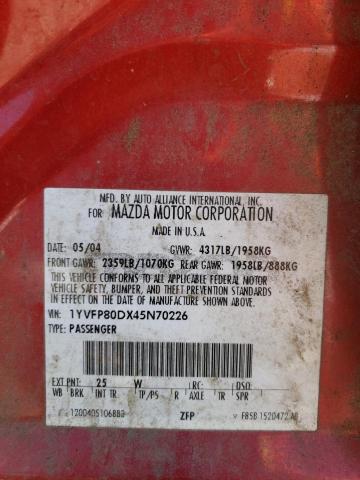 MFD. BY AUTO ALLIANCE INTERNATIONAL, INC.
FOR MAZDA MOTOR CORPORATION
MADE IN U.S.A.
DATE: 05/04 GVWR: 4317LB/1958KG
FRONT GAWR: 2359LB/1070KG REAR GAWR: 1958LB/888KG
THIS VEHICLE CONFORMS TO ALL APPLICABLE FEDERAL MOTOR
VEHICLE SAFETY, BUMPER, AND THEFT PREVENTION STANDARDS
IN EFFECT ON THE DATE OF MANUFACTURE SHOWN ABOVE.
VIN: 1YVFP80DX45N70226
TYPE: PASSENGER
EXT PNT: 25 W RC: DSO:
WB BRK INT TR TP/PS R AXLE TR SPR
ZFP